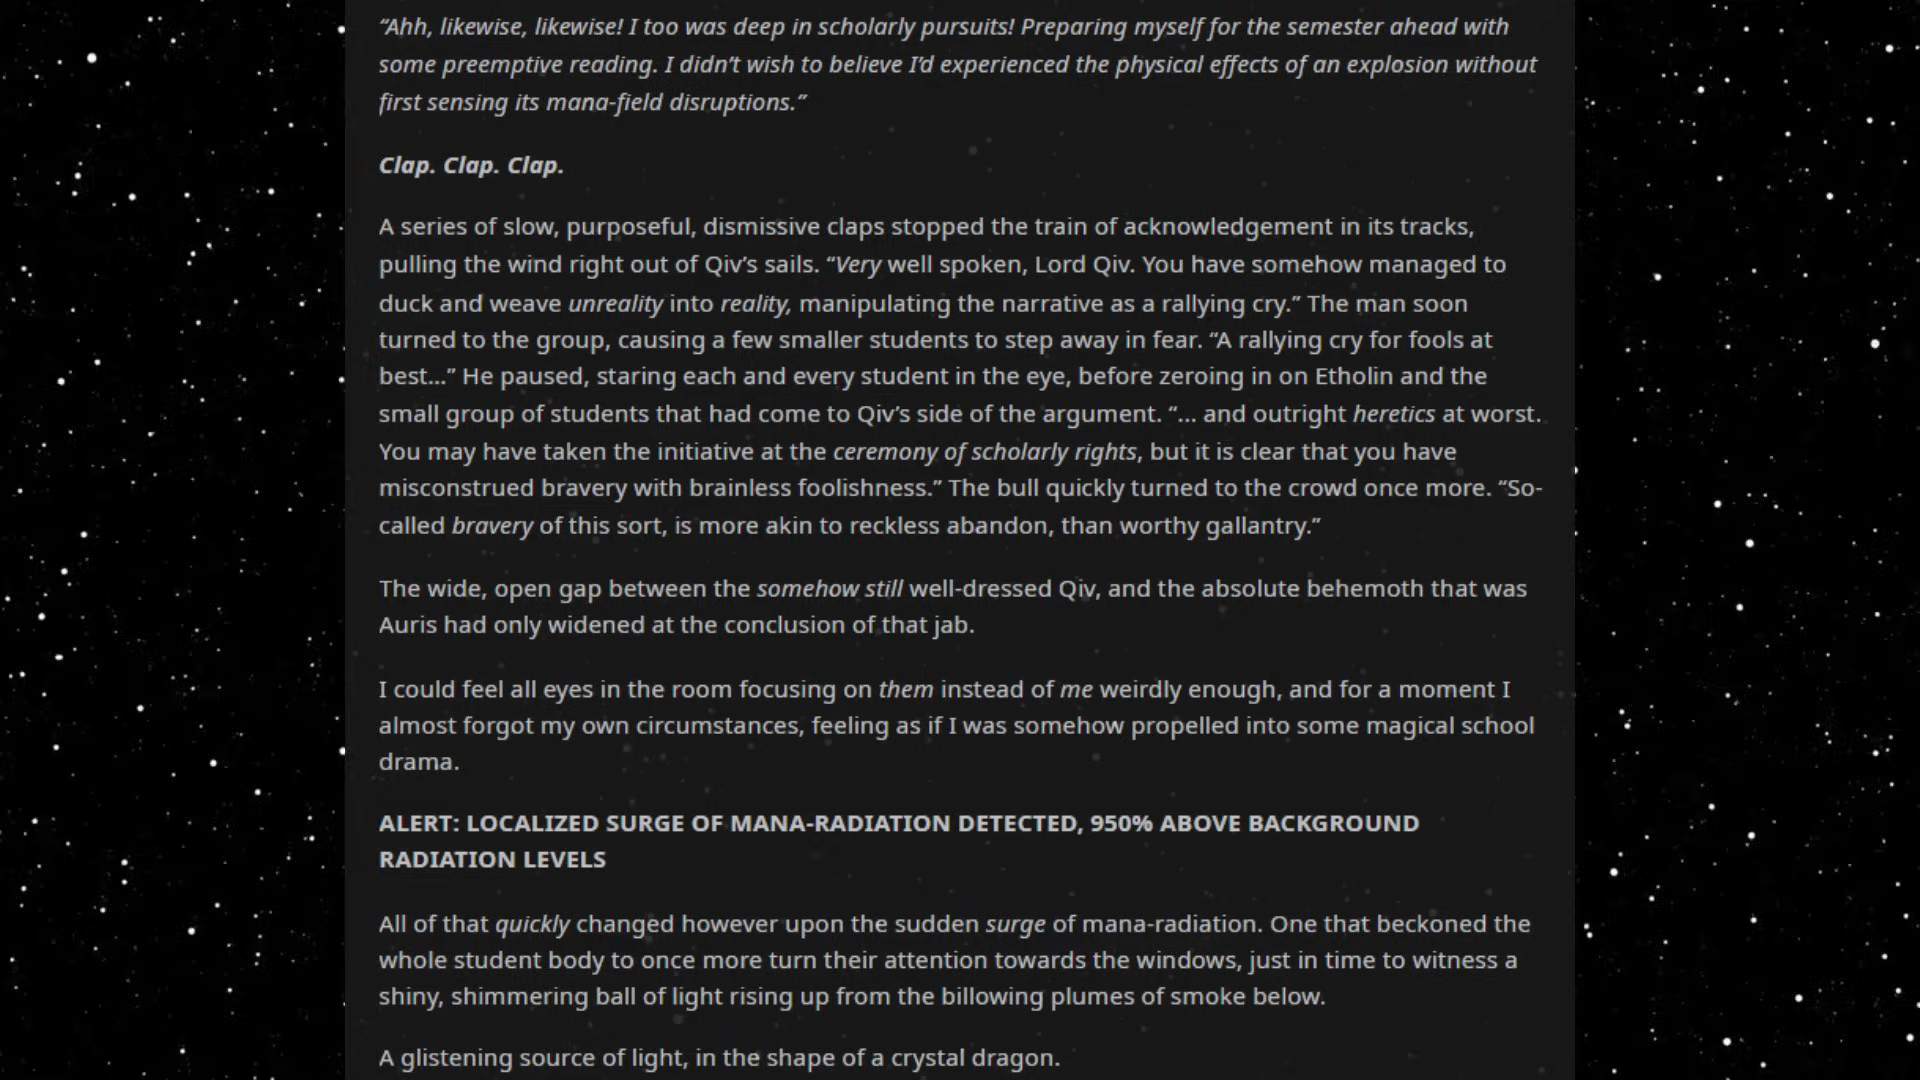 “Ahh, likewise, likewise! I too was deep in scholarly pursuits! Preparing myself for the semester ahead with
some preemptive reading. I didn’t wish to believe I’d experienced the physical effects of an explosion without
first sensing its mana-field disruptions.”
Clap. Clap. Clap.
A series of slow, purposeful, dismissive claps stopped the train of acknowledgement in its tracks,
pulling the wind right out of Qiv’s sails. “Very well spoken, Lord Qiv. You have somehow managed to
duck and weave unreality into reality, manipulating the narrative as a rallying cry.” The man soon
turned to the group, causing a few smaller students to step away in fear. “A rallying cry for fools at
best…” He paused, staring each and every student in the eye, before zeroing in on Etholin and the
small group of students that had come to Qiv’s side of the argument. “… and outright heretics at worst.
You may have taken the initiative at the ceremony of scholarly rights, but it is clear that you have
misconstrued bravery with brainless foolishness.” The bull quickly turned to the crowd once more. “So-
called bravery of this sort, is more akin to reckless abandon, than worthy gallantry.”
The wide, open gap between the somehow still well-dressed Qiv, and the absolute behemoth that was
Auris had only widened at the conclusion of that jab.
I could feel all eyes in the room focusing on them instead of me weirdly enough, and for a moment I
almost forgot my own circumstances, feeling as if I was somehow propelled into some magical school
drama.
ALERT: LOCALIZED SURGE OF MANA-RADIATION DETECTED, 950% ABOVE BACKGROUND
RADIATION LEVELS
All of that quickly changed however upon the sudden surge of mana-radiation. One that beckoned the
whole student body to once more turn their attention towards the windows, just in time to witness a
shiny, shimmering ball of light rising up from the billowing plumes of smoke below.
A glistening source of light, in the shape of a crystal dragon.